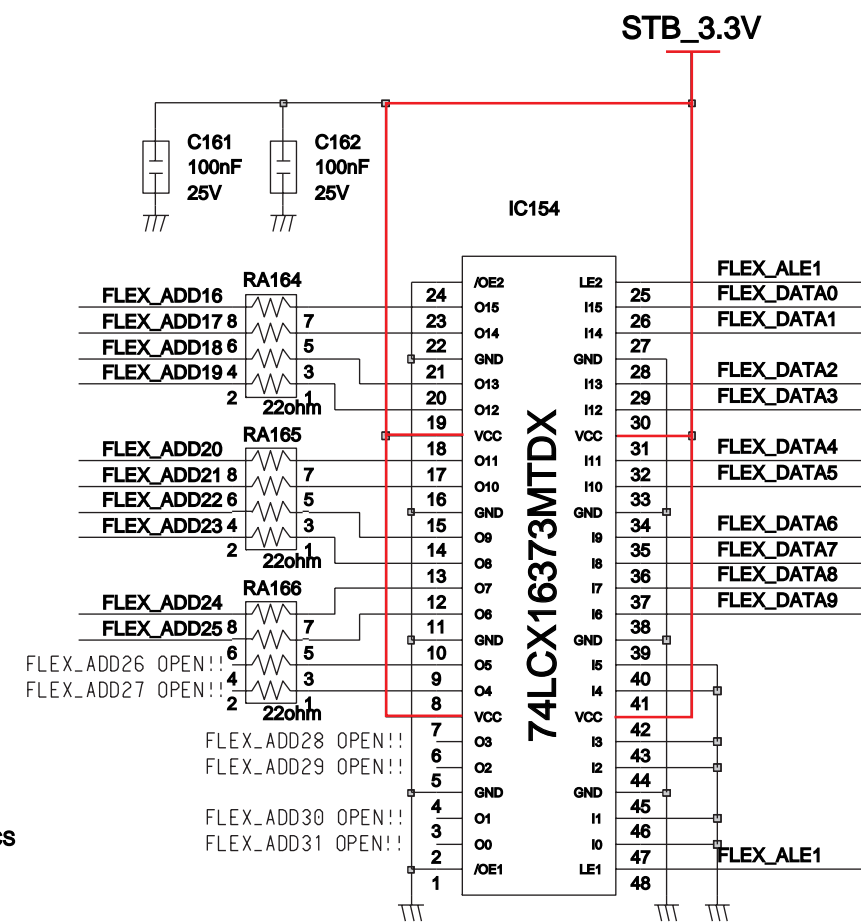 STB_3.3V
C161
100nF
25V
C162
100nF
25V
IC154
74LCX16373MTDX
RA164
FLEX_ADD16
FLEX_ADD17 8 7
FLEX_ADD18 6 5
FLEX_ADD19 4 3
2 1
22ohm
RA165
FLEX_ADD20
FLEX_ADD21 8 7
FLEX_ADD22 6 5
FLEX_ADD23 4 3
2 1
22ohm
RA166
FLEX_ADD24
FLEX_ADD25 8 7
6 5
FLEX_ADD26 OPEN!!
4 3
FLEX_ADD27 OPEN!!
2 1
22ohm
FLEX_ADD28 OPEN!!
FLEX_ADD29 OPEN!!
FLEX_ADD30 OPEN!!
FLEX_ADD31 OPEN!!
cs
/OE2 LE2 FLEX_ALE1
24 25 FLEX_DATA0
O15 I15
23 26 FLEX_DATA1
O14 I14
22 27
GND GND
21 28 FLEX_DATA2
O13 I13
20 29 FLEX_DATA3
O12 I12
19 30
VCC VCC
18 31 FLEX_DATA4
O11 I11
17 32 FLEX_DATA5
O10 I10
16 33
GND GND
15 34 FLEX_DATA6
O9 I9
14 35 FLEX_DATA7
O8 I8
13 36 FLEX_DATA8
O7 I7
12 37 FLEX_DATA9
O6 I6
11 38
GND GND
10 39
O5 I5
9 40
O4 I4
8 41
VCC VCC
7 42
O3 I3
6 43
O2 I2
5 44
GND GND
4 45
O1 I1
3 46
O0 I0
2 47 FLEX_ALE1
/OE1 LE1
1 48